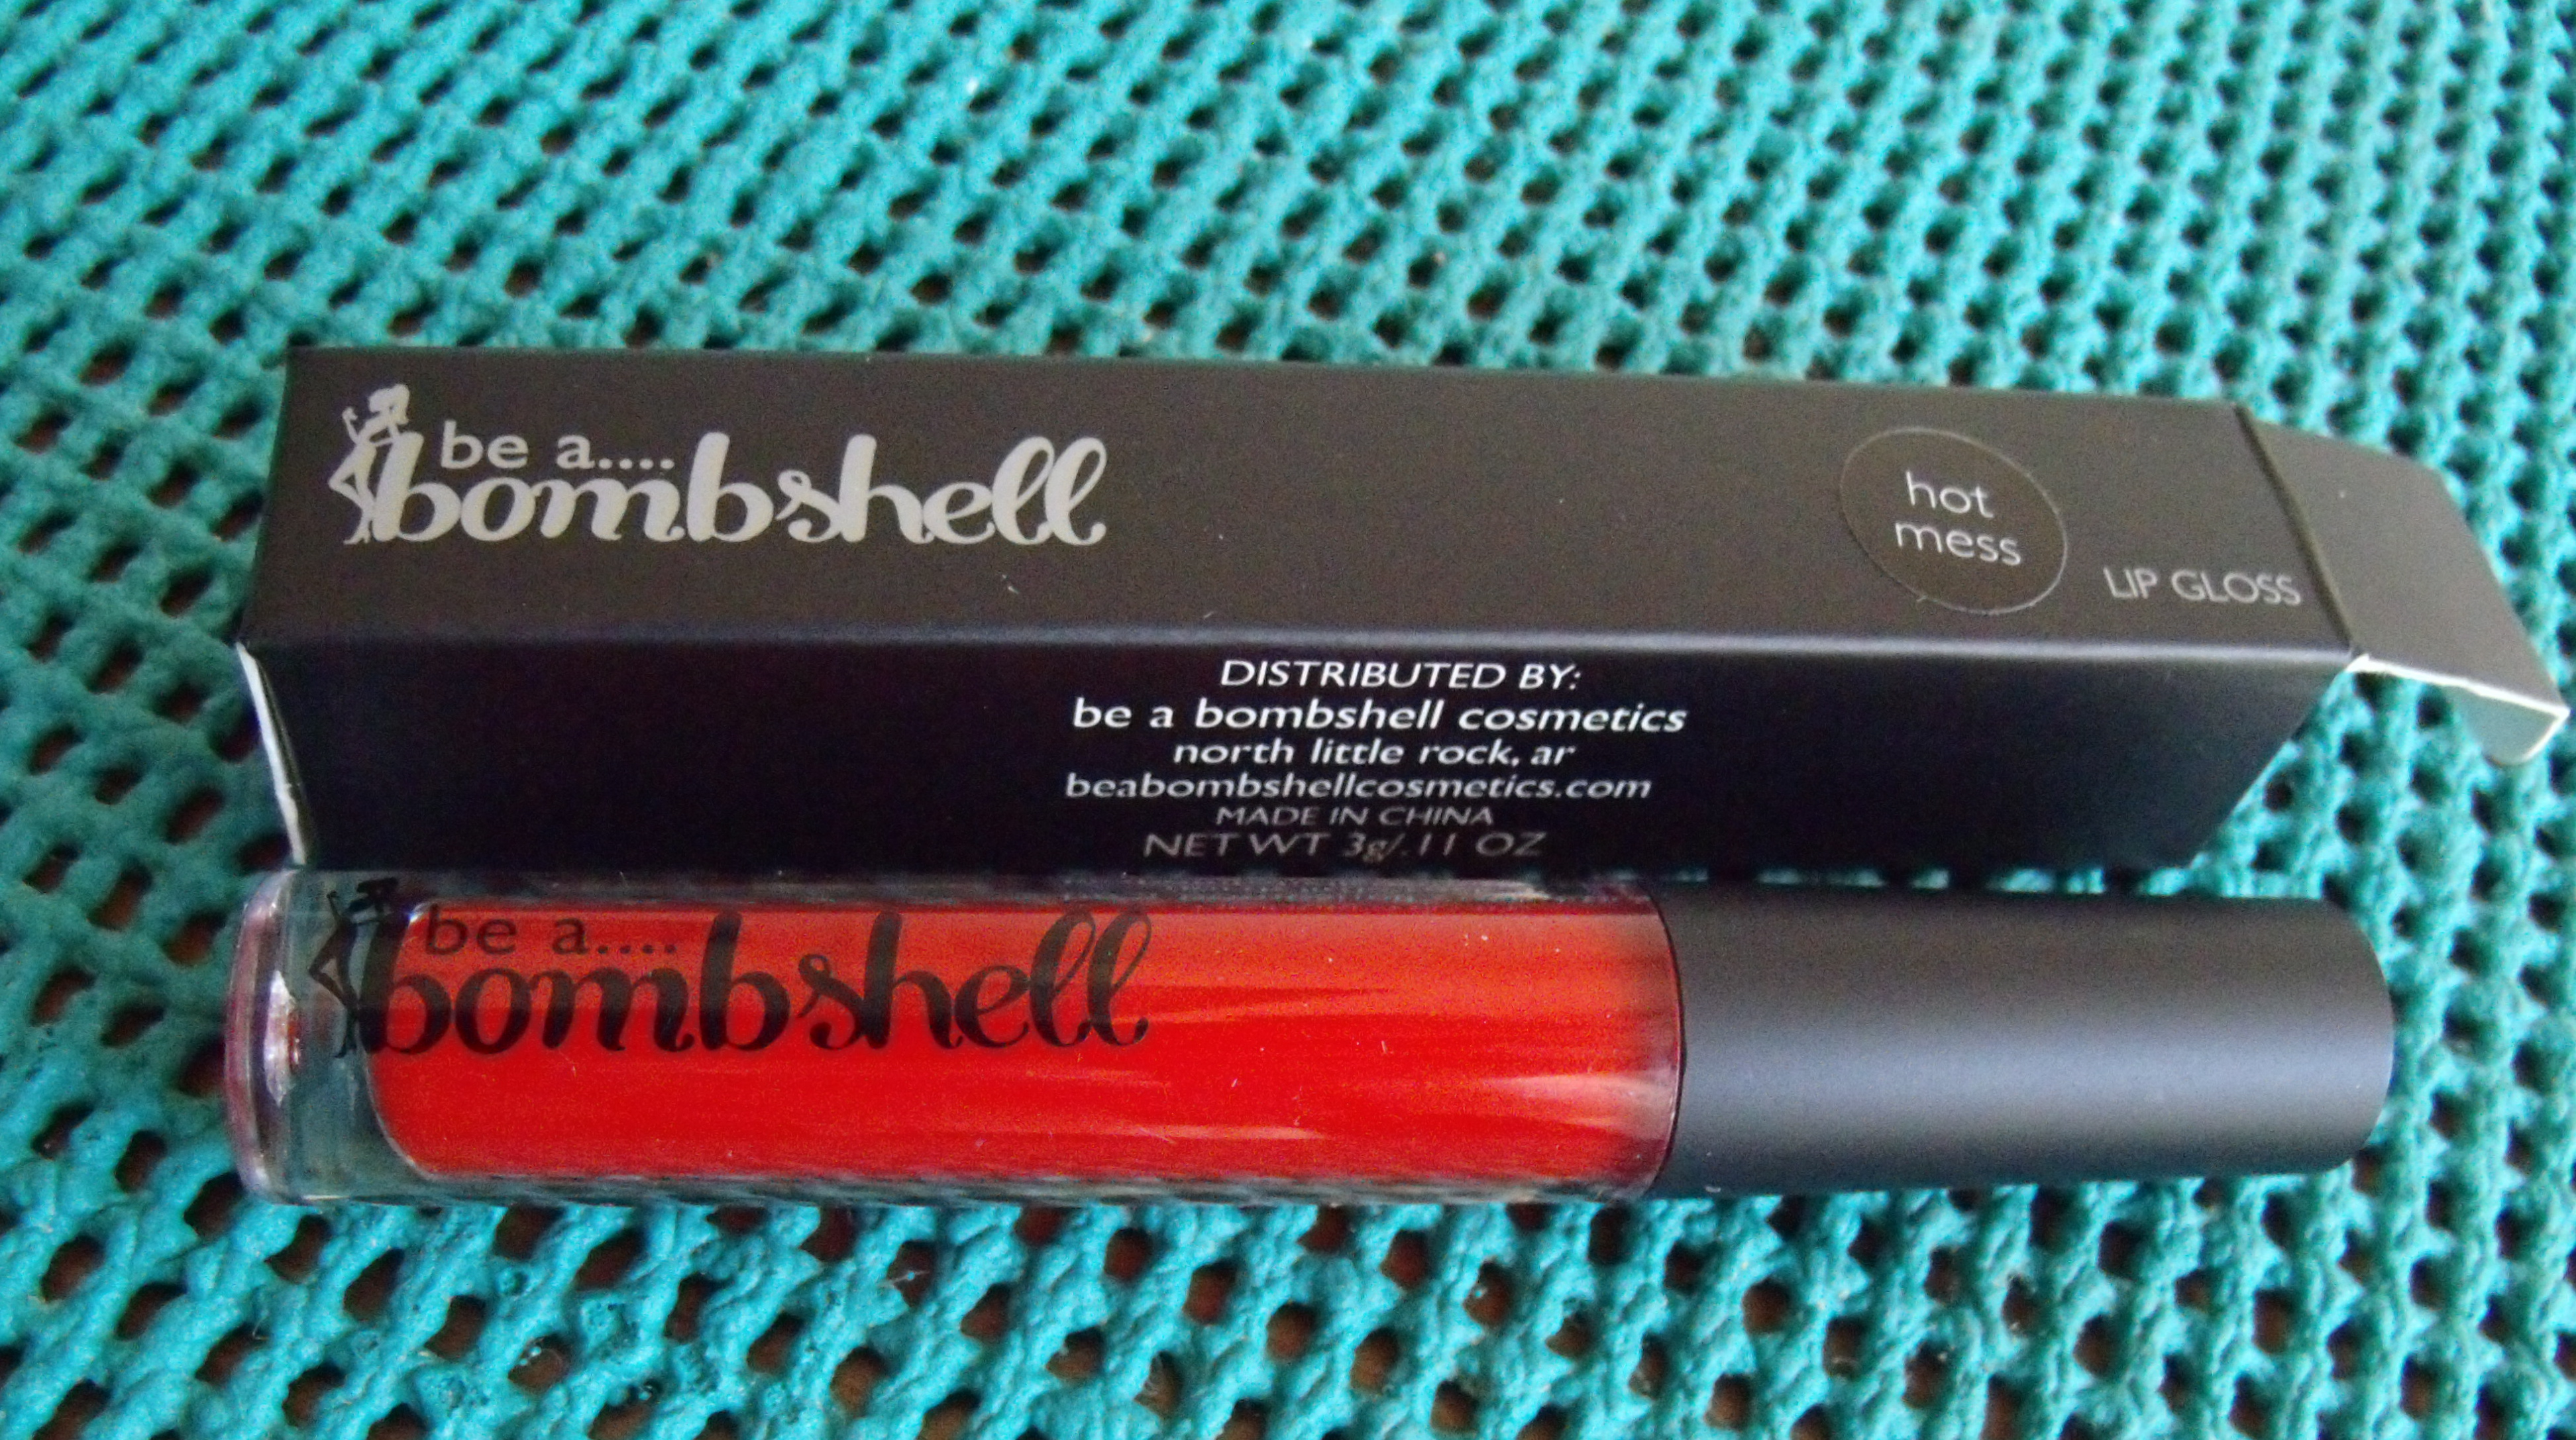 be a....
bombshell
hot
mess
LIP GLOSS
DISTRIBUTED BY:
be a bombshell cosmetics
north little rock, ar
beabombshellcosmetics.com
MADE IN CHINA
NET WT 3g/.11 OZ
be a....
bombshell